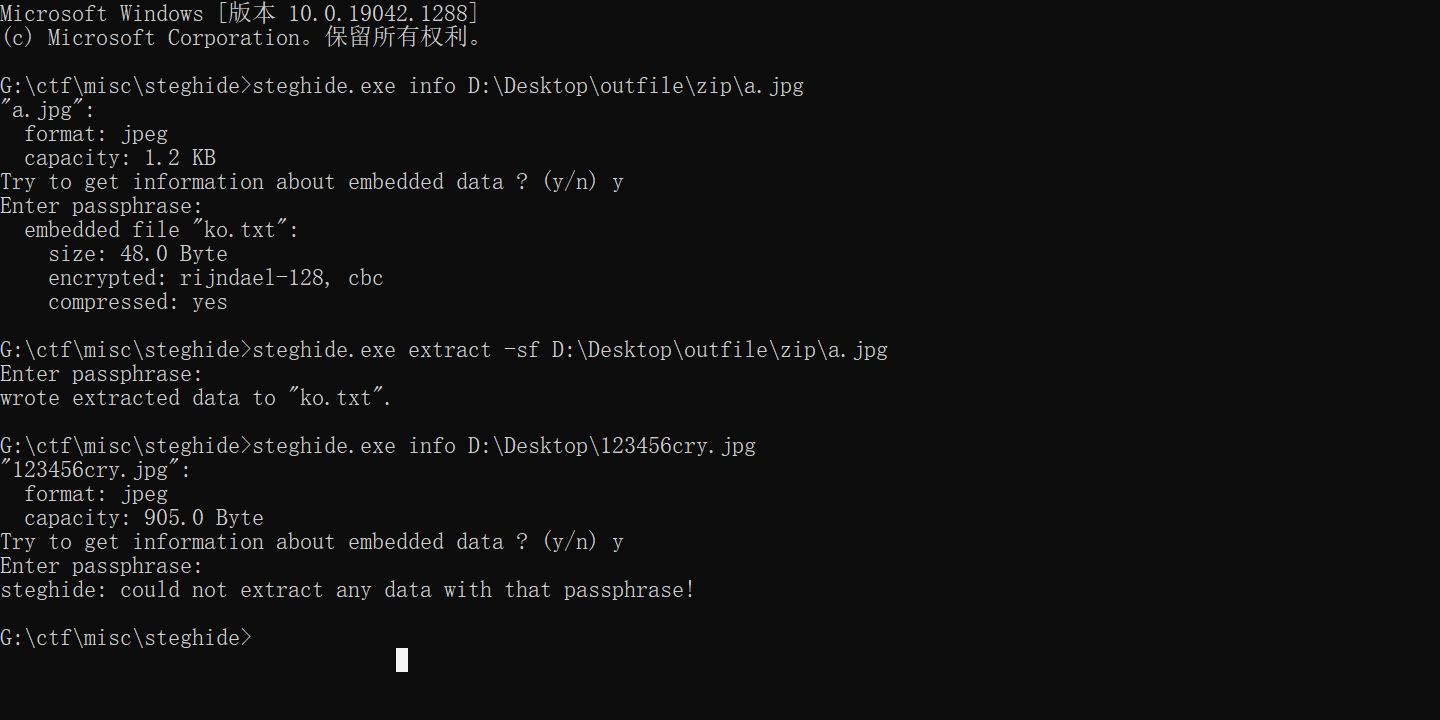 Microsoft Windows [版本 10.0.19042.1288]
(c) Microsoft Corporation。保留所有权利。
G:\ctf\misc\steghide>steghide.exe info D:\Desktop\outfile\zip\a.jpg
"a.jpg":
format: jpeg
capacity: 1.2 KB
Try to get information about embedded data ? (y/n) y
Enter passphrase:
embedded file "ko.txt":
size: 48.0 Byte
encrypted: rijndael-128, cbc
compressed: yes
G:\ctf\misc\steghide>steghide.exe extract -sf D:\Desktop\outfile\zip\a.jpg
Enter passphrase:
wrote extracted data to "ko.txt".
G:\ctf\misc\steghide>steghide.exe info D:\Desktop\123456cry.jpg
"123456cry.jpg":
format: jpeg
capacity: 905.0 Byte
Try to get information about embedded data ? (y/n) y
Enter passphrase:
steghide: could not extract any data with that passphrase!
G:\ctf\misc\steghide>